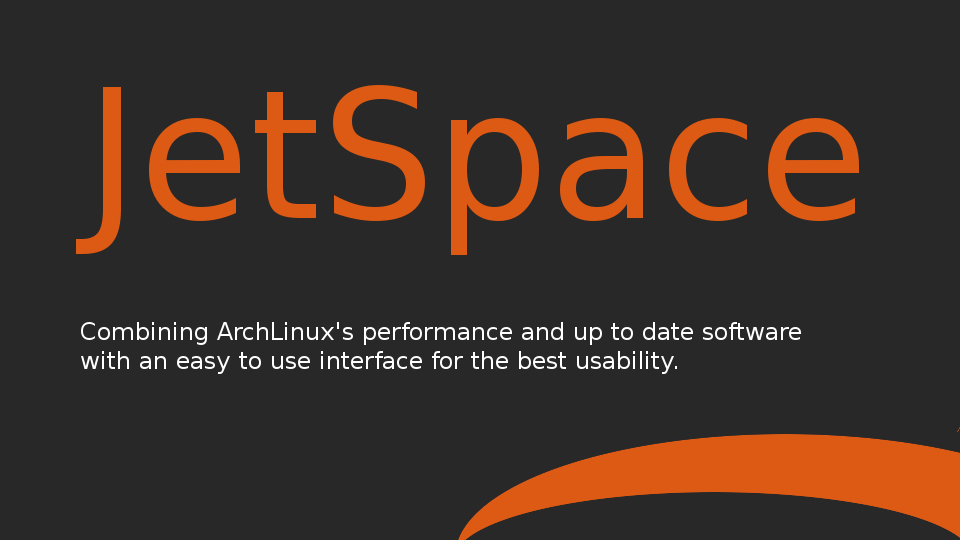 JetSpace
Combining ArchLinux's performance and up to date software
with an easy to use interface for the best usability.